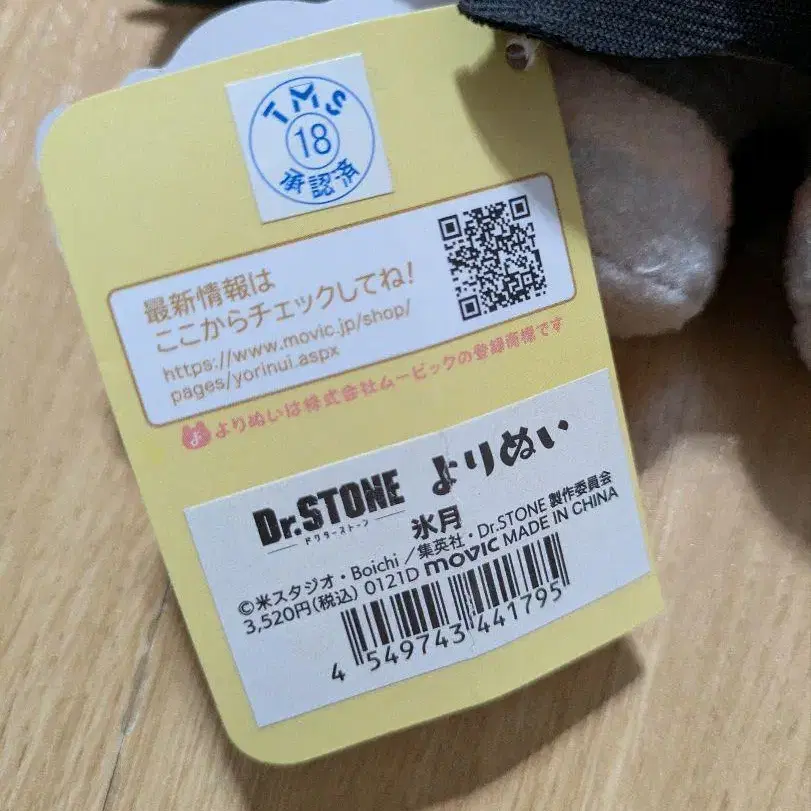 TMS
18
承認済
最新情報は
ここからチェックしてね!
https://www.movic.jp/shop/
pages/yorinui.aspx
よ よりぬいは株式会社ムービックの登録商標です
Dr.STONE よりぬい
ドクターストーン
氷月
©米スタジオ・Boichi/集英社・Dr.STONE 製作委員会
3,520円(税込) 0121D movic MADE IN CHINA
4 549743 441795